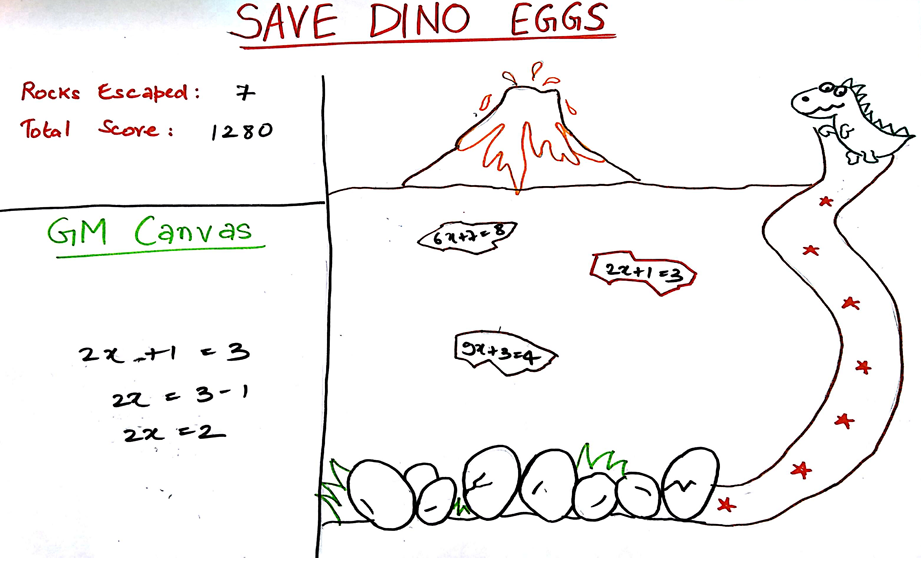 SAVE DINO EGGS
Rocks Escaped: 7
Total Score: 1280
GM Canvas
2x + 1 = 3
2x = 3 - 1
2x = 2
6x+7=8
2x+1=3
9x+3=4